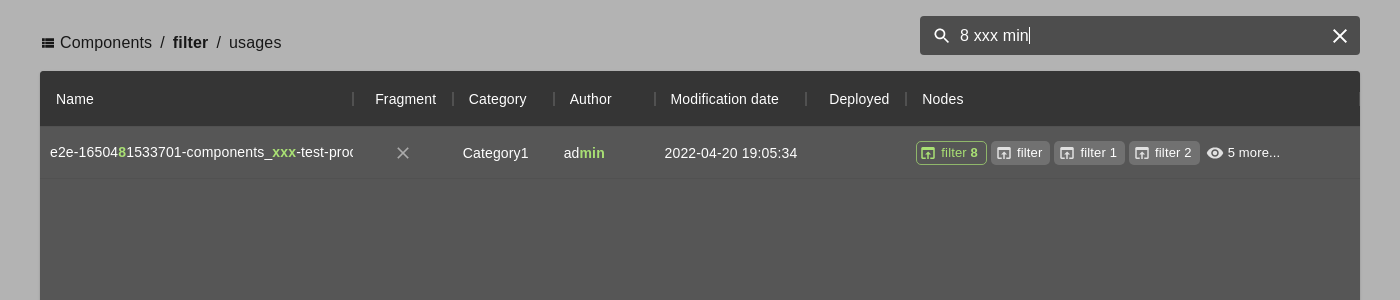 Components / filter / usages
8 xxx min
Name Fragment Category Author Modification date Deployed Nodes
e2e-1650481533701-components_xxx-test-proc Category1 admin 2022-04-20 19:05:34 filter 8 filter filter 1 filter 2 5 more...